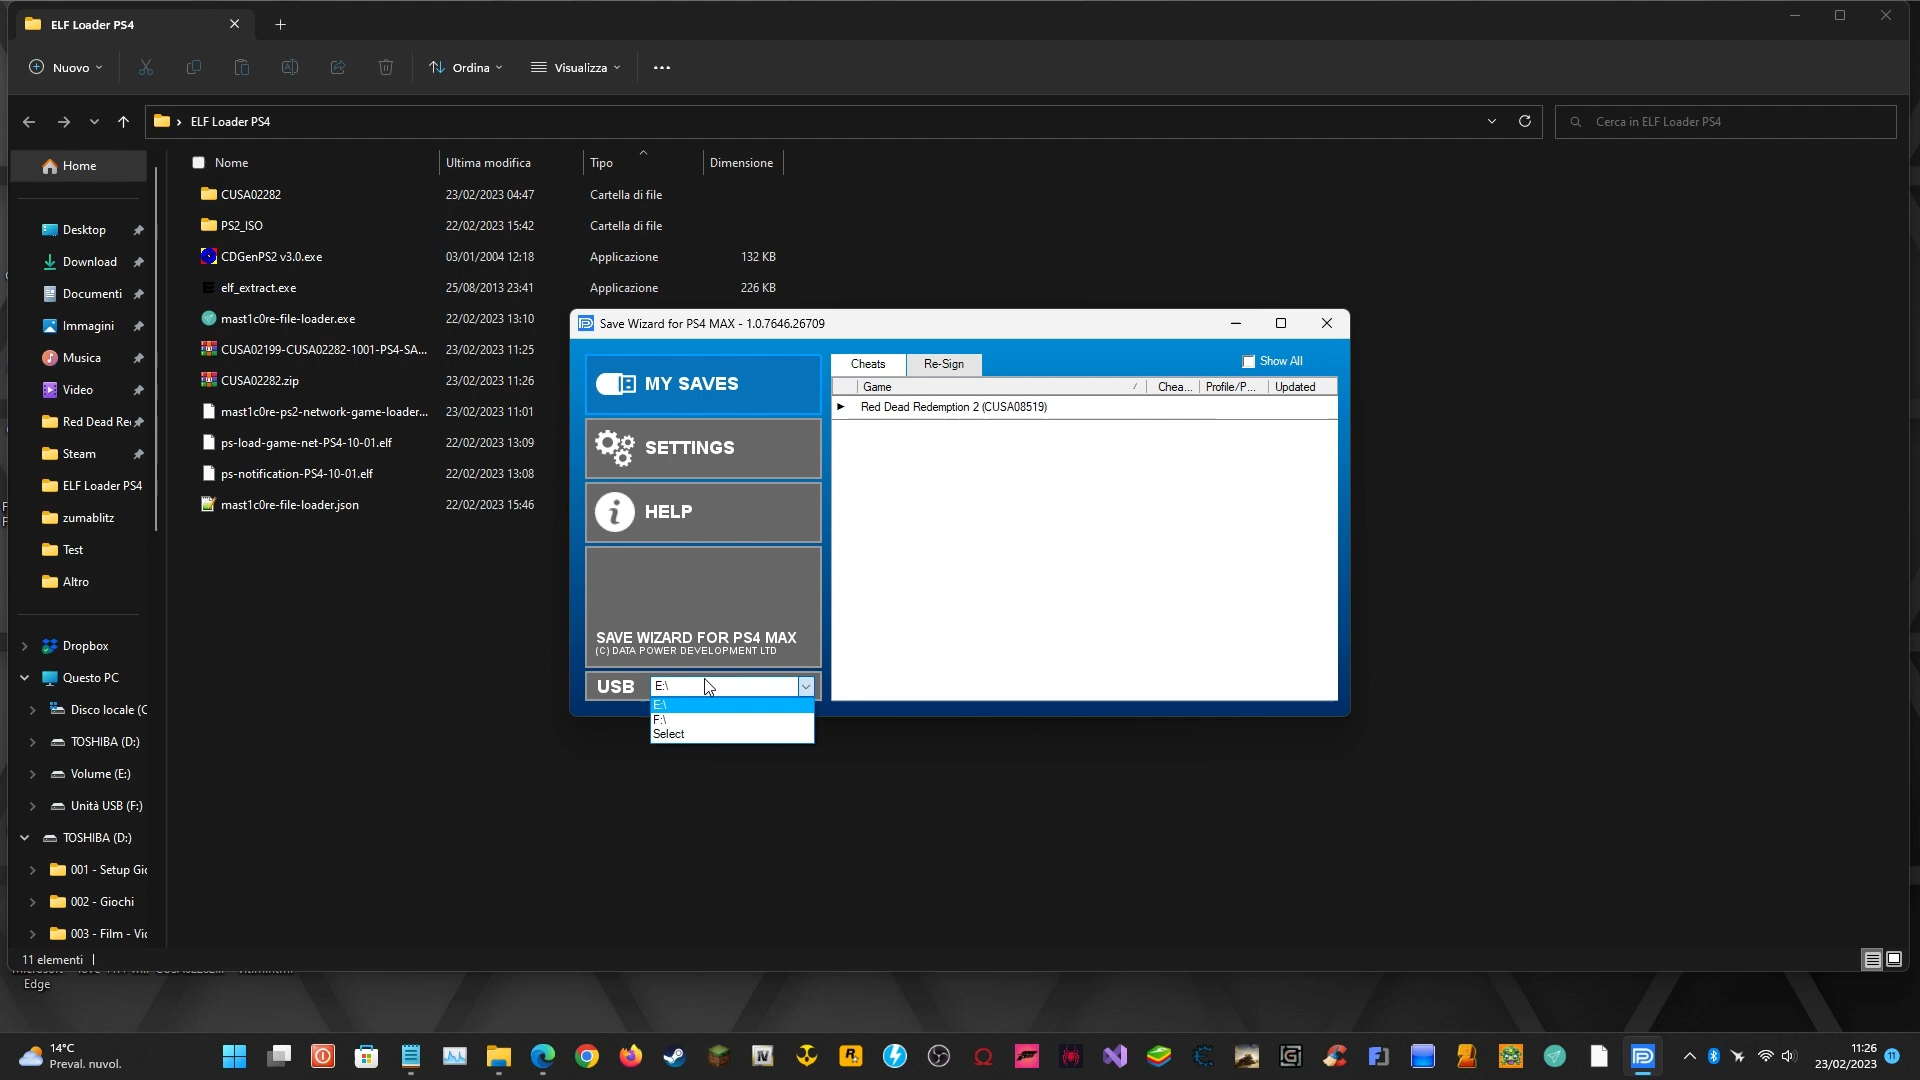 ELF Loader PS4
Nuovo
Ordina
Visualizza
ELF Loader PS4
Cerca in ELF Loader PS4
Home
Nome Ultima modifica Tipo Dimensione
CUSA02282 23/02/2023 04:47 Cartella di file
PS2_ISO 22/02/2023 15:42 Cartella di file
CDGenPS2 v3.0.exe 03/01/2004 12:18 Applicazione 132 KB
elf_extract.exe 25/08/2013 23:41 Applicazione 226 KB
mast1c0re-file-loader.exe 22/02/2023 13:10
CUSA02199-CUSA02282-1001-PS4-SA... 23/02/2023 11:25
CUSA02282.zip 23/02/2023 11:26
mast1c0re-ps2-network-game-loader... 23/02/2023 11:01
ps-load-game-net-PS4-10-01.elf 22/02/2023 13:09
ps-notification-PS4-10-01.elf 22/02/2023 13:08
mast1c0re-file-loader.json 22/02/2023 15:46
Desktop
Download
Documenti
Immagini
Musica
Video
Red Dead Re
Steam
ELF Loader PS4
zumablitz
Test
Altro
Dropbox
Questo PC
Disco locale (C
TOSHIBA (D:)
Volume (E:)
Unità USB (F:)
TOSHIBA (D:)
001 - Setup Gio
002 - Giochi
003 - Film - Vid
11 elementi
Save Wizard for PS4 MAX - 1.0.7646.26709
MY SAVES
SETTINGS
HELP
SAVE WIZARD FOR PS4 MAX
(C) DATA POWER DEVELOPMENT LTD
USB E:\
E:\
F:\
Select
Cheats Re-Sign Show All
Game Chea... Profile/P... Updated
Red Dead Redemption 2 (CUSA08519)
Edge
14°C
Preval. nuvol.
11:26
23/02/2023
11